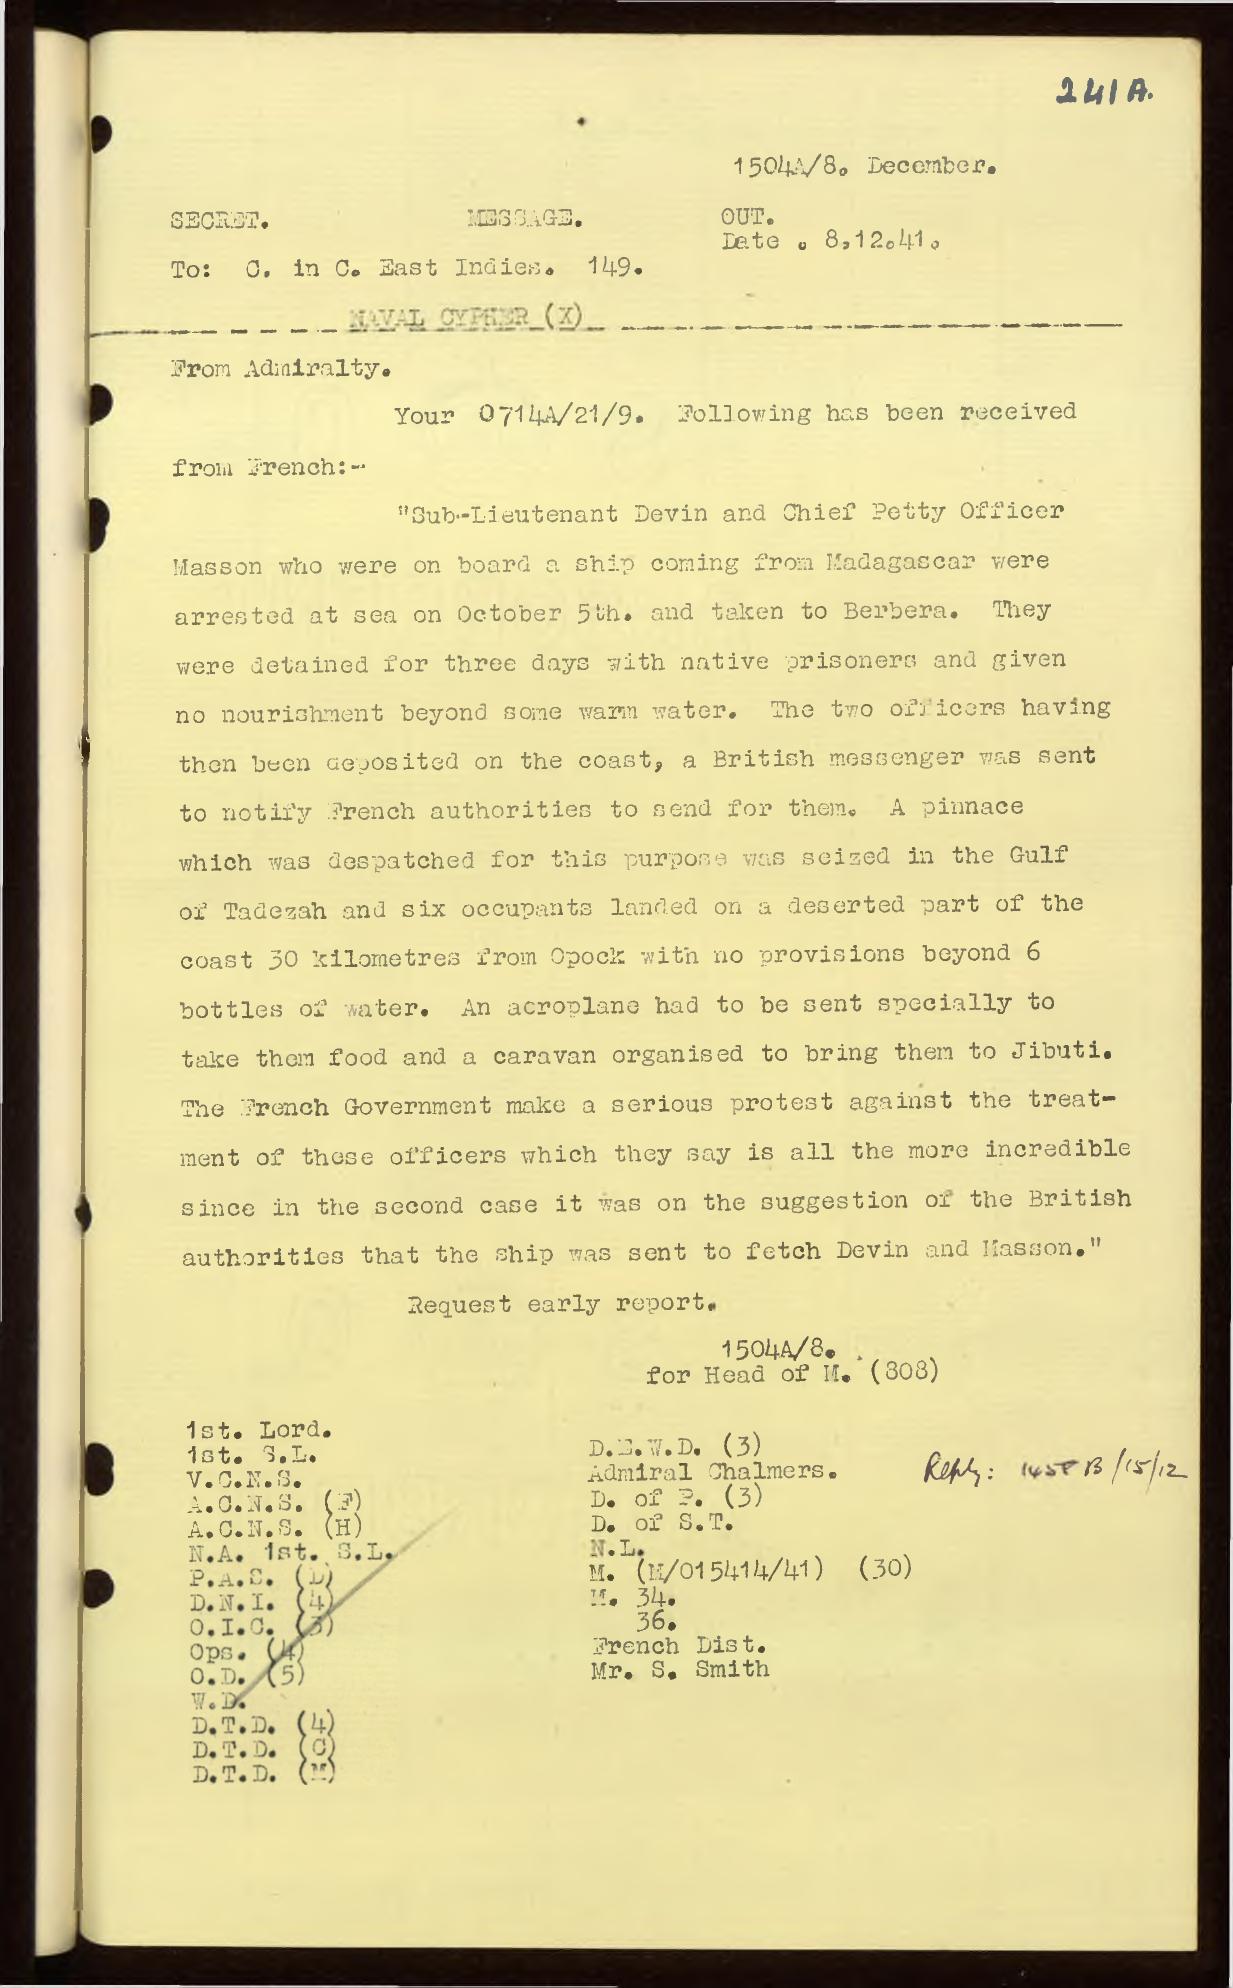 241A.
1504A/8. December.
SECRET. MESSAGE. OUT.
Date . 8,12.41.
To: C. in C. East Indies. 149.
NAVAL CYPHER (X)
From Admiralty.
Your 0714A/21/9. Following has been received
from French:-
"Sub-Lieutenant Devin and Chief Petty Officer
Masson who were on board a ship coming from Madagascar were
arrested at sea on October 5th. and taken to Berbera. They
were detained for three days with native prisoners and given
no nourishment beyond some warm water. The two officers having
then been deposited on the coast, a British messenger was sent
to notify French authorities to send for them. A pinnace
which was despatched for this purpose was seized in the Gulf
of Tadezah and six occupants landed on a deserted part of the
coast 30 kilometres from Opock with no provisions beyond 6
bottles of water. An aeroplane had to be sent specially to
take them food and a caravan organised to bring them to Jibuti.
The French Government make a serious protest against the treat-
ment of these officers which they say is all the more incredible
since in the second case it was on the suggestion of the British
authorities that the ship was sent to fetch Devin and Masson."
Request early report.
1504A/8.
for Head of M. (808)
1st. Lord.
1st. S.L.
V.C.N.S.
A.C.N.S. (F)
A.C.N.S. (H)
N.A. 1st. S.L.
P.A.S. (L)
D.N.I. (4)
O.I.C. (3)
Ops. (4)
O.D. (5)
W.D.
D.T.D. (4)
D.T.D. (C)
D.T.D. (M)
D.E.W.D. (3)
Admiral Chalmers.
D. of P. (3)
D. of S.T.
N.L.
M. (M/015414/41) (30)
M. 34.
36.
French Dist.
Mr. S. Smith
Reply: B/15/12